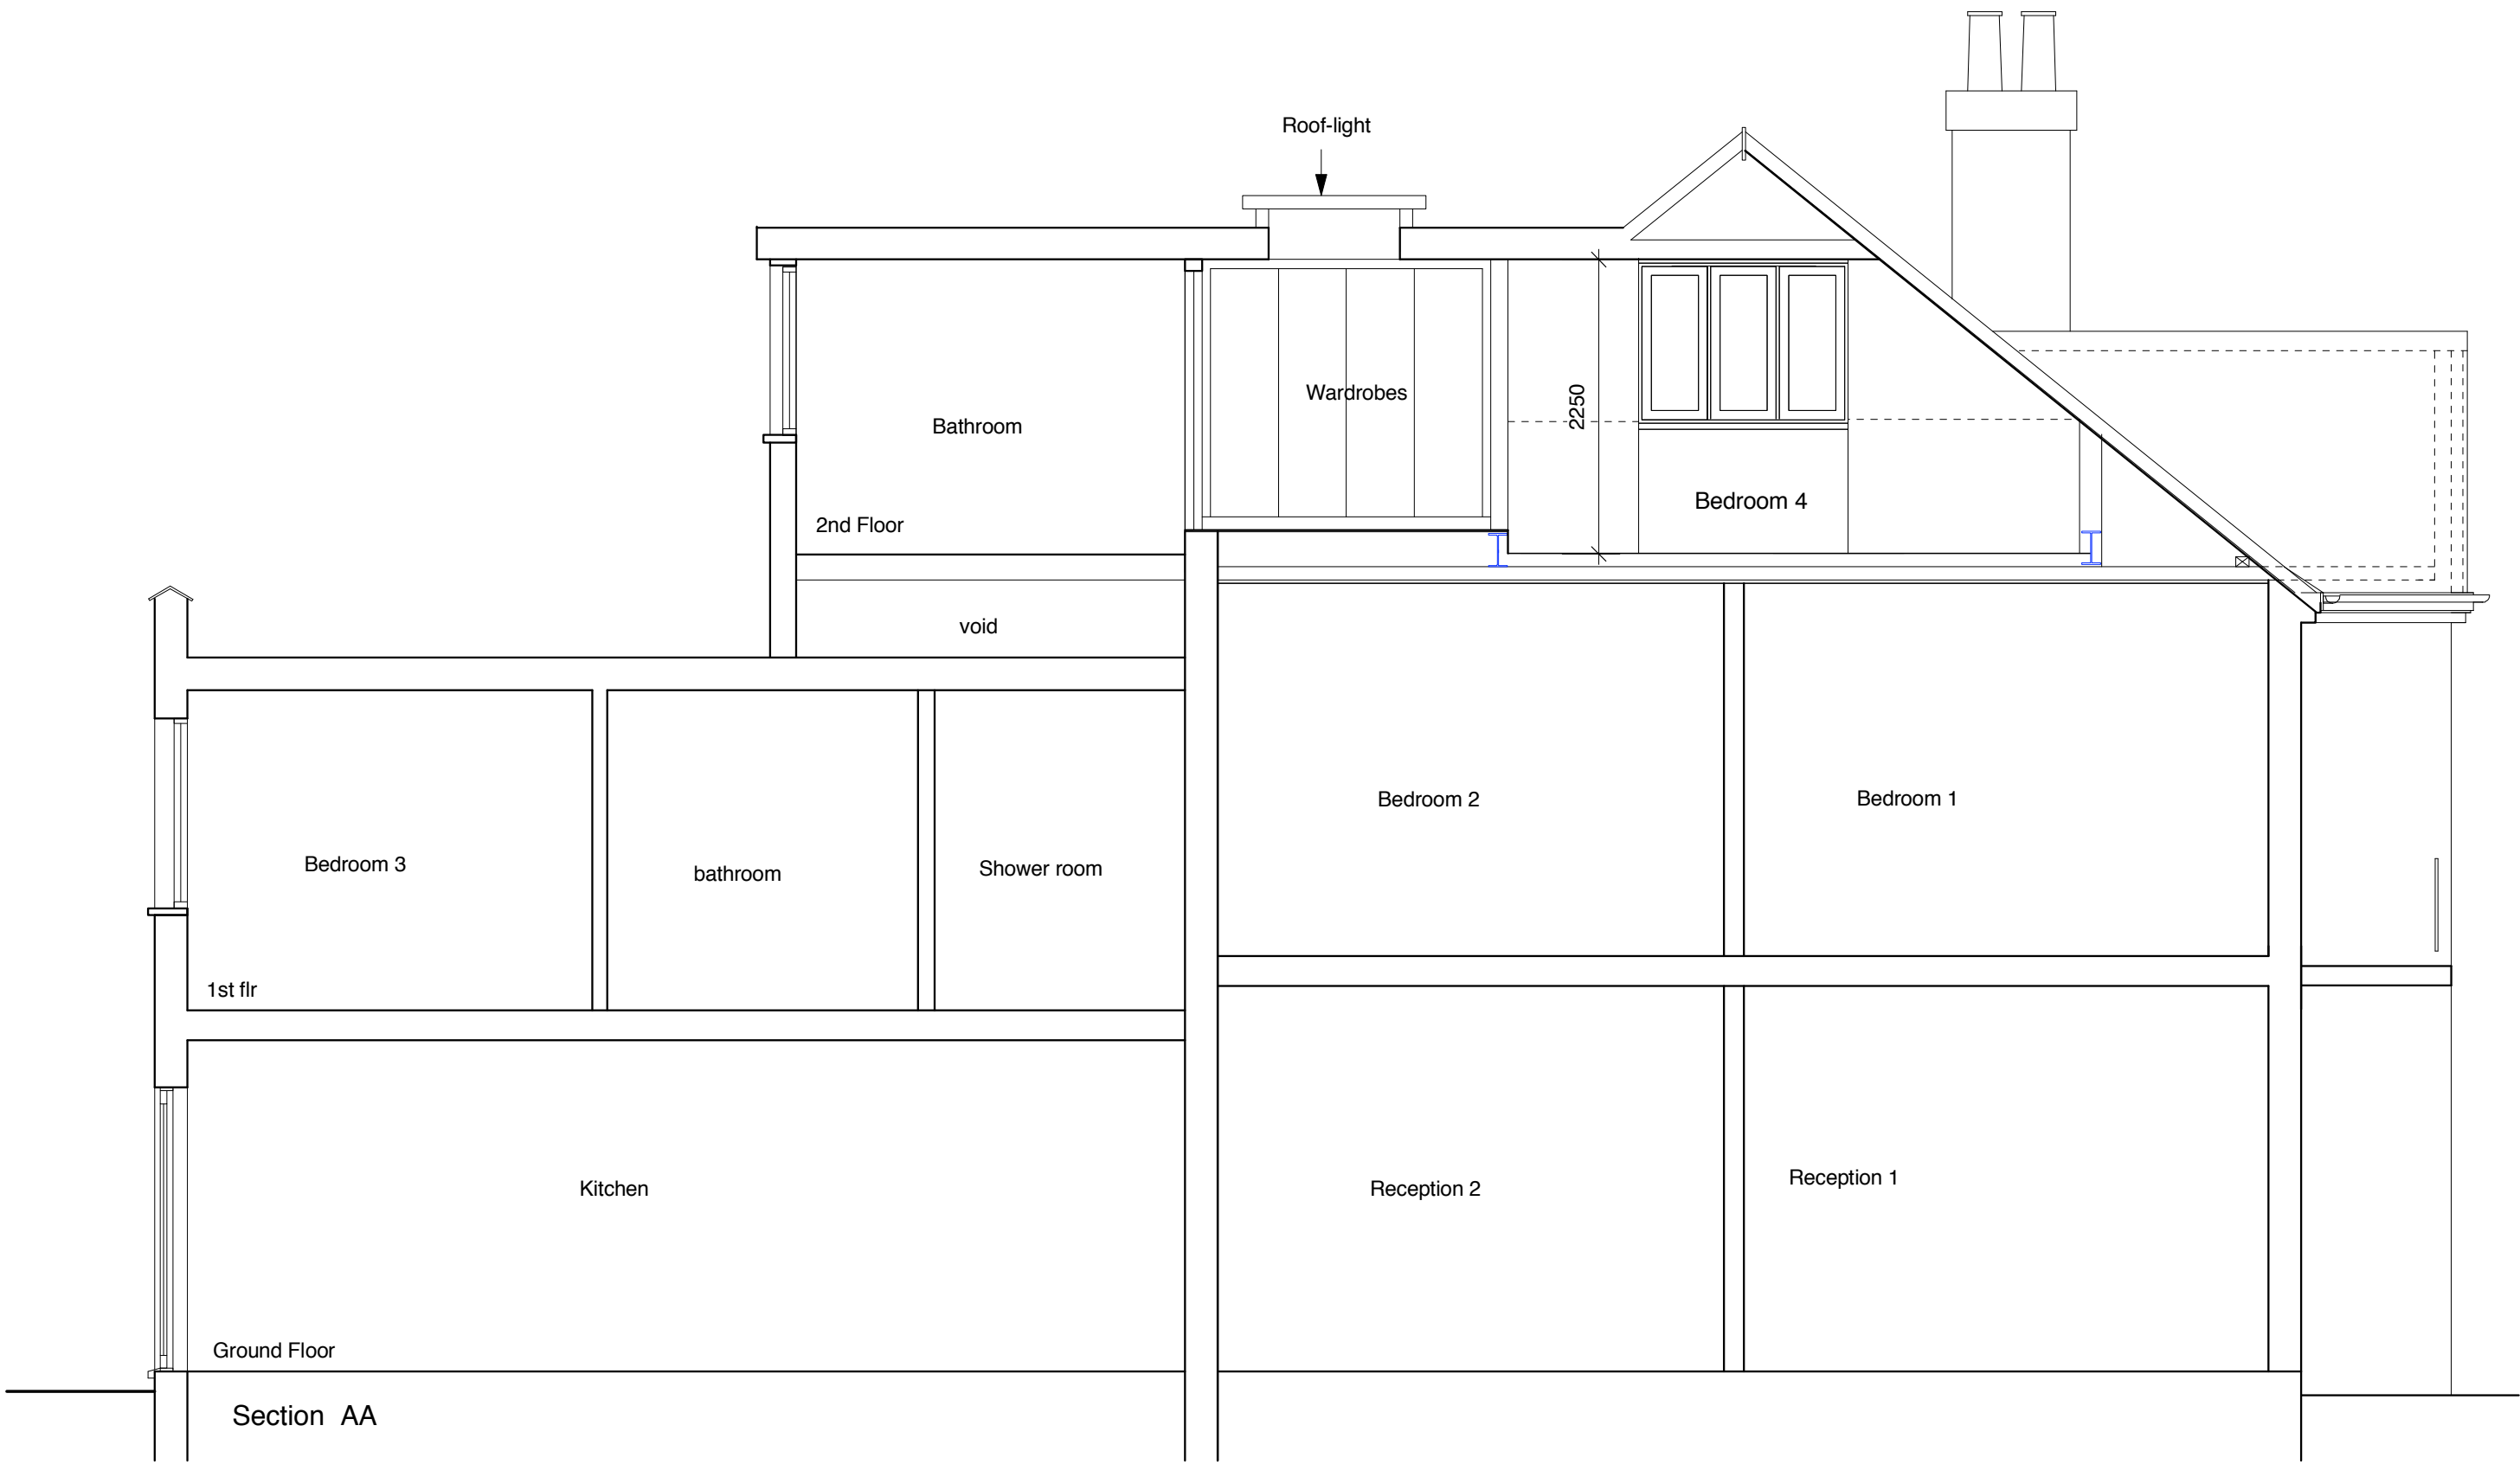 Roof-light
Wardrobes
2250
Bathroom
Bedroom 4
2nd Floor
void
Bedroom 2
Bedroom 1
Bedroom 3
bathroom
Shower room
1st flr
Kitchen
Reception 2
Reception 1
Ground Floor
Section AA